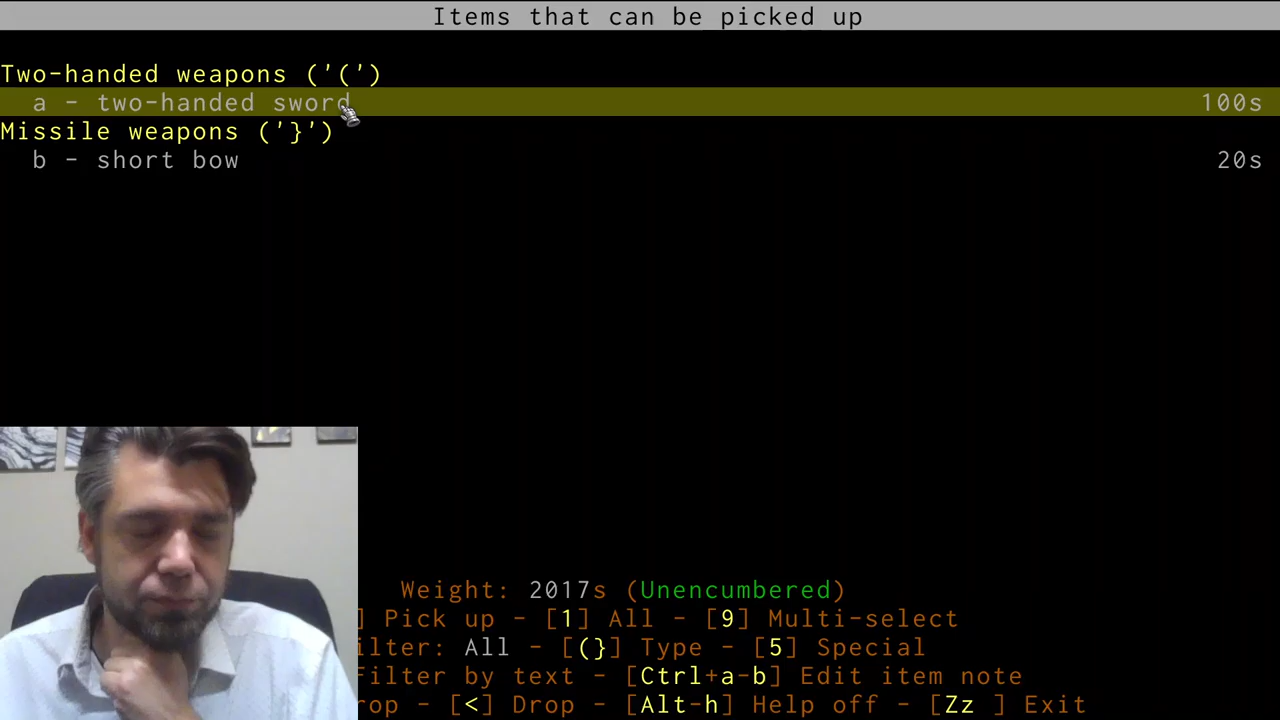 Items that can be picked up
Two-handed weapons ('(')
a - two-handed sword 100s
Missile weapons ('}')
b - short bow 20s
Weight: 2017s (Unencumbered)
] Pick up - [1] All - [9] Multi-select
ilter: All - [(}] Type - [5] Special
Filter by text - [Ctrl+a-b] Edit item note
rop - [<] Drop - [Alt-h] Help off - [Zz ] Exit